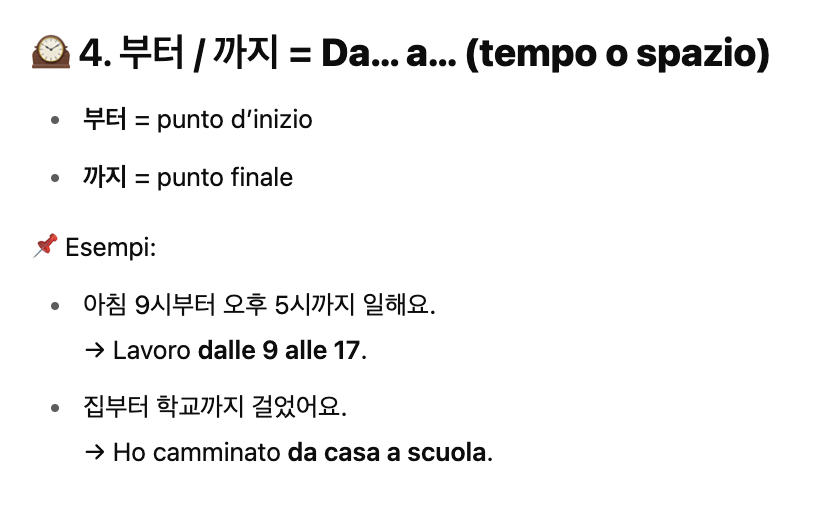 🕰️ 4. 부터 / 까지 = Da… a… (tempo o spazio)
• 부터 = punto d’inizio
• 까지 = punto finale
📌 Esempi:
• 아침 9시부터 오후 5시까지 일해요.
→ Lavoro dalle 9 alle 17.
• 집부터 학교까지 걸었어요.
→ Ho camminato da casa a scuola.